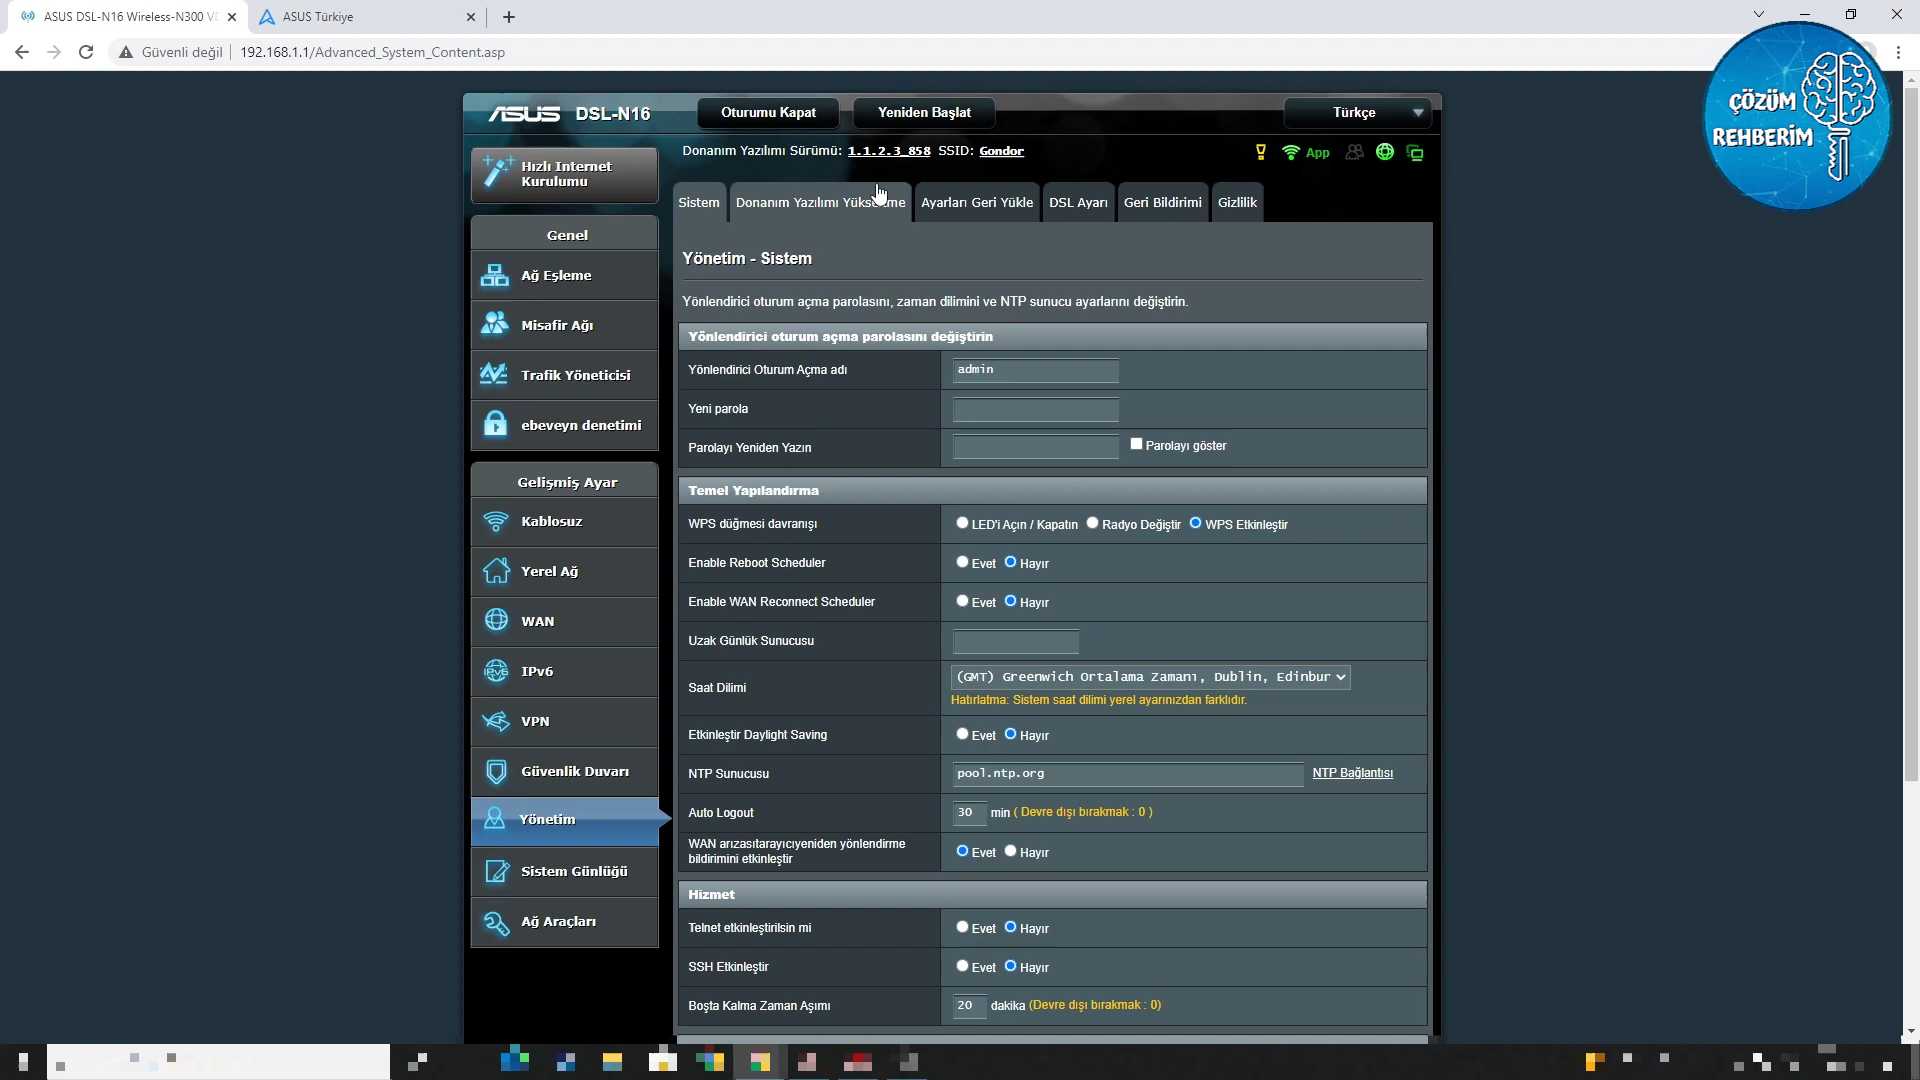 ASUS DSL-N16 Wireless-N300 VD
ASUS Türkiye
Güvenli değil
192.168.1.1/Advanced_System_Content.asp
ÇÖZÜM
REHBERİM
ASUS DSL-N16
Oturumu Kapat
Yeniden Başlat
Türkçe
Donanım Yazılımı Sürümü: 1.1.2.3_858 SSID: Gondor
App
Hızlı Internet
Kurulumu
Genel
Ağ Eşleme
Misafir Ağı
Trafik Yöneticisi
ebeveyn denetimi
Gelişmiş Ayar
Kablosuz
Yerel Ağ
WAN
IPv6
VPN
Güvenlik Duvarı
Yönetim
Sistem Günlüğü
Ağ Araçları
Sistem
Donanım Yazılımı Yükseltme
Ayarları Geri Yükle
DSL Ayarı
Geri Bildirimi
Gizlilik
Yönetim - Sistem
Yönlendirici oturum açma parolasını, zaman dilimini ve NTP sunucu ayarlarını değiştirin.
Yönlendirici oturum açma parolasını değiştirin
Yönlendirici Oturum Açma adı
admin
Yeni parola
Parolayı Yeniden Yazın
Parolayı göster
Temel Yapılandırma
WPS düğmesi davranışı
LED'i Açın / Kapatın Radyo Değiştir WPS Etkinleştir
Enable Reboot Scheduler
Evet Hayır
Enable WAN Reconnect Scheduler
Evet Hayır
Uzak Günlük Sunucusu
Saat Dilimi
(GMT) Greenwich Ortalama Zamanı, Dublin, Edinbur
Hatırlatma: Sistem saat dilimi yerel ayarınızdan farklıdır.
Etkinleştir Daylight Saving
Evet Hayır
NTP Sunucusu
pool.ntp.org
NTP Bağlantısı
Auto Logout
30 min ( Devre dışı bırakmak : 0 )
WAN arızasıtarayıcıyeniden yönlendirme
bildirimini etkinleştir
Evet Hayır
Hizmet
Telnet etkinleştirilsin mi
Evet Hayır
SSH Etkinleştir
Evet Hayır
Boşta Kalma Zaman Aşımı
20 dakika (Devre dışı bırakmak : 0)